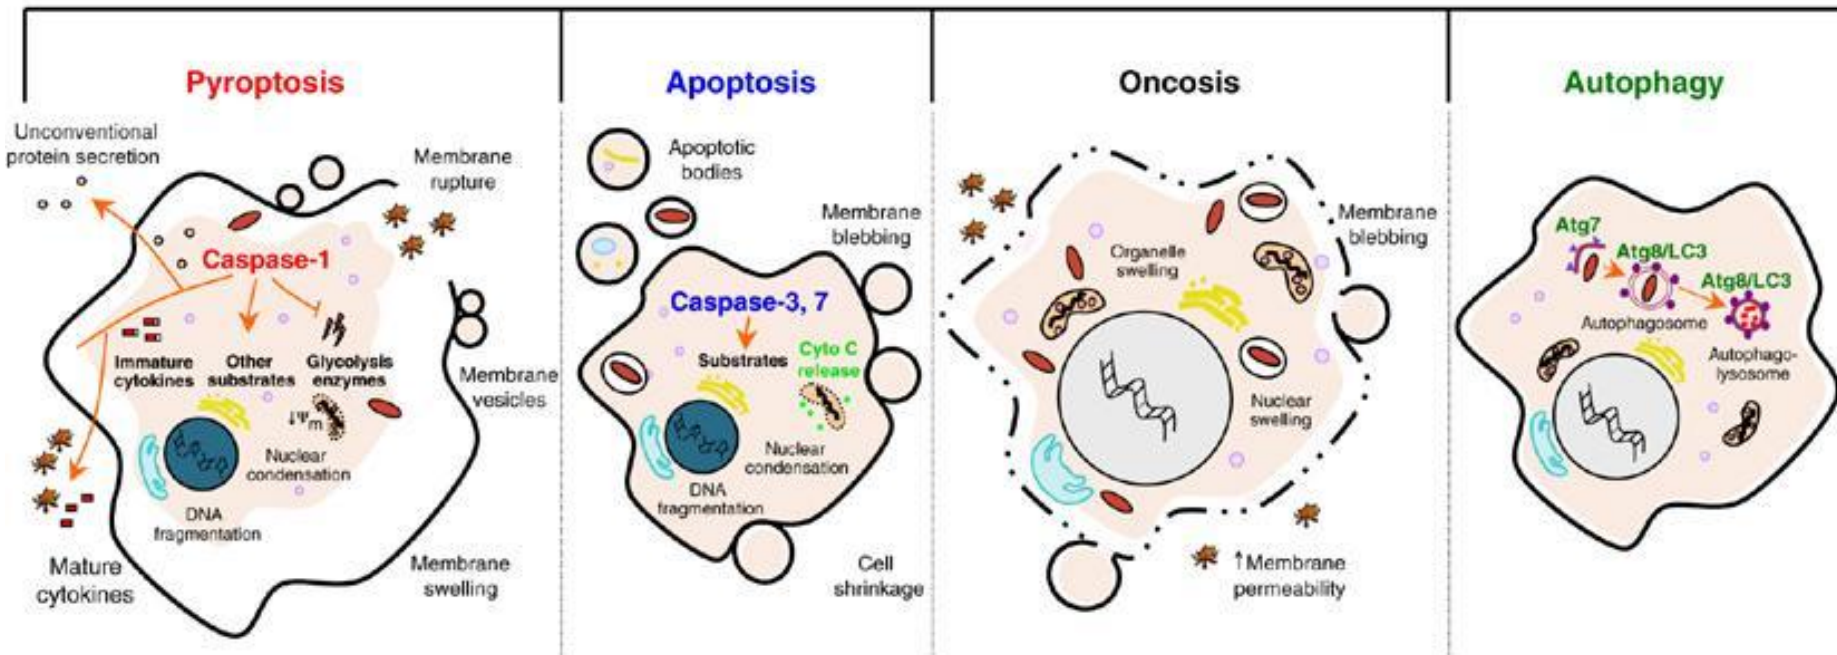 Pyroptosis
Unconventional
protein secretion
Membrane
rupture
Caspase-1
Immature
cytokines
Other
substrates
Glycolysis
enzymes
Membrane
vesicles
↓Ψm
Nuclear
condensation
DNA
fragmentation
Mature
cytokines
Membrane
swelling
Apoptosis
Apoptotic
bodies
Membrane
blebbing
Caspase-3, 7
Substrates
Cyto C
release
Nuclear
condensation
DNA
fragmentation
Cell
shrinkage
Oncosis
Membrane
blebbing
Organelle
swelling
Nuclear
swelling
↑Membrane
permeability
Autophagy
Atg7
Atg8/LC3
Atg8/LC3
Autophagosome
Autophago-
lysosome